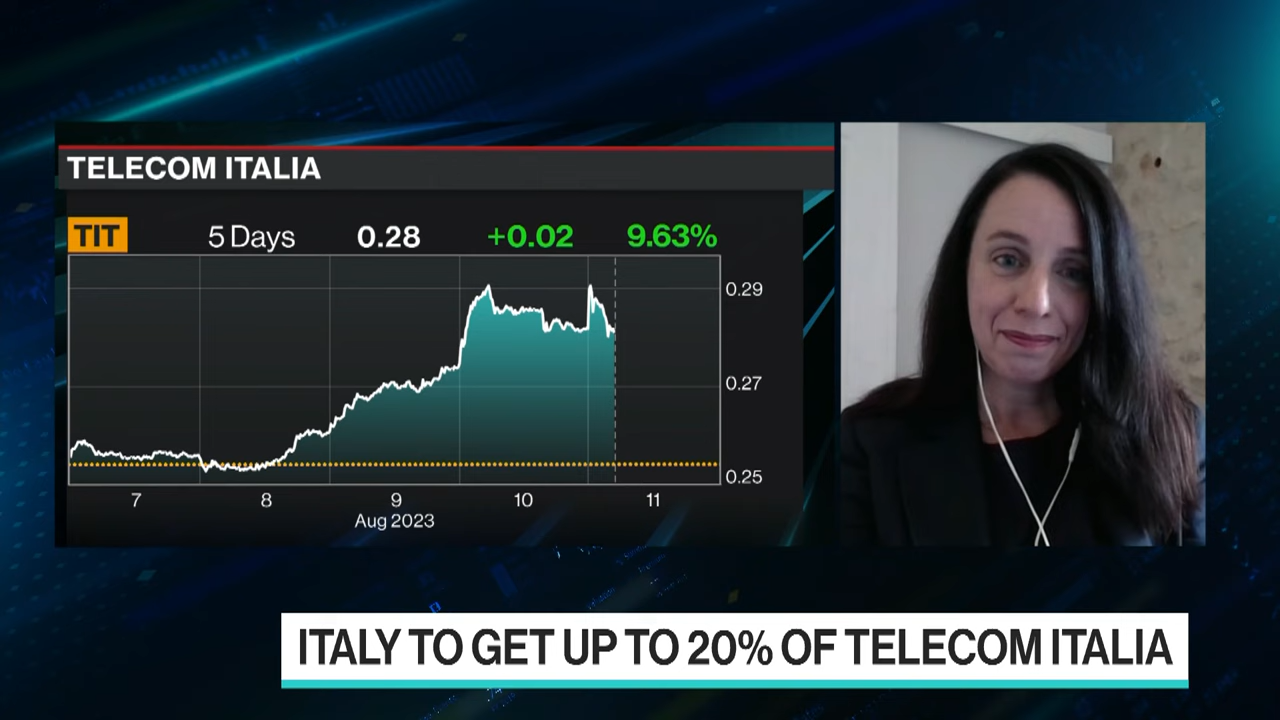 TELECOM ITALIA
TIT 5 Days 0.28 +0.02 9.63%
0.29
0.27
0.25
7 8 9 10 11
Aug 2023
ITALY TO GET UP TO 20% OF TELECOM ITALIA